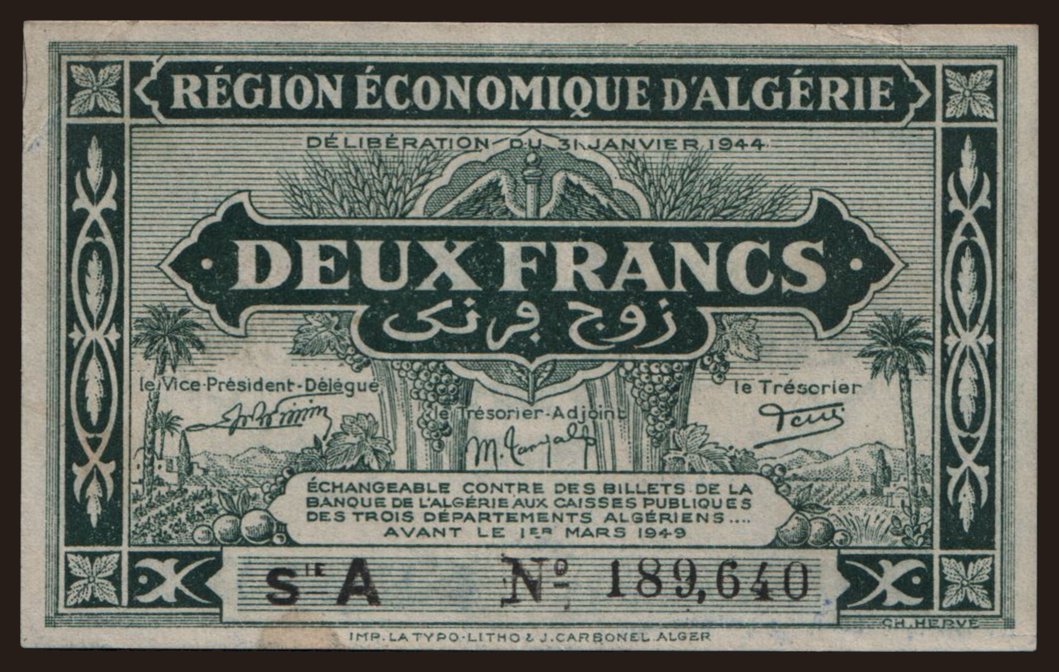 RÉGION ÉCONOMIQUE D'ALGÉRIE
DÉLIBÉRATION DU 31 JANVIER 1944
DEUX FRANCS
زوج فرنك
le Vice-Président-Délégué
le Trésorier-Adjoint
le Trésorier
ÉCHANGEABLE CONTRE DES BILLETS DE LA
BANQUE DE L'ALGÉRIE AUX CAISSES PUBLIQUES
DES TROIS DÉPARTEMENTS ALGÉRIENS....
AVANT LE 1ER MARS 1949
SIE A Nº 189,640
CH. HERVÉ
IMP. LA TYPO-LITHO & J. CARBONEL. ALGER